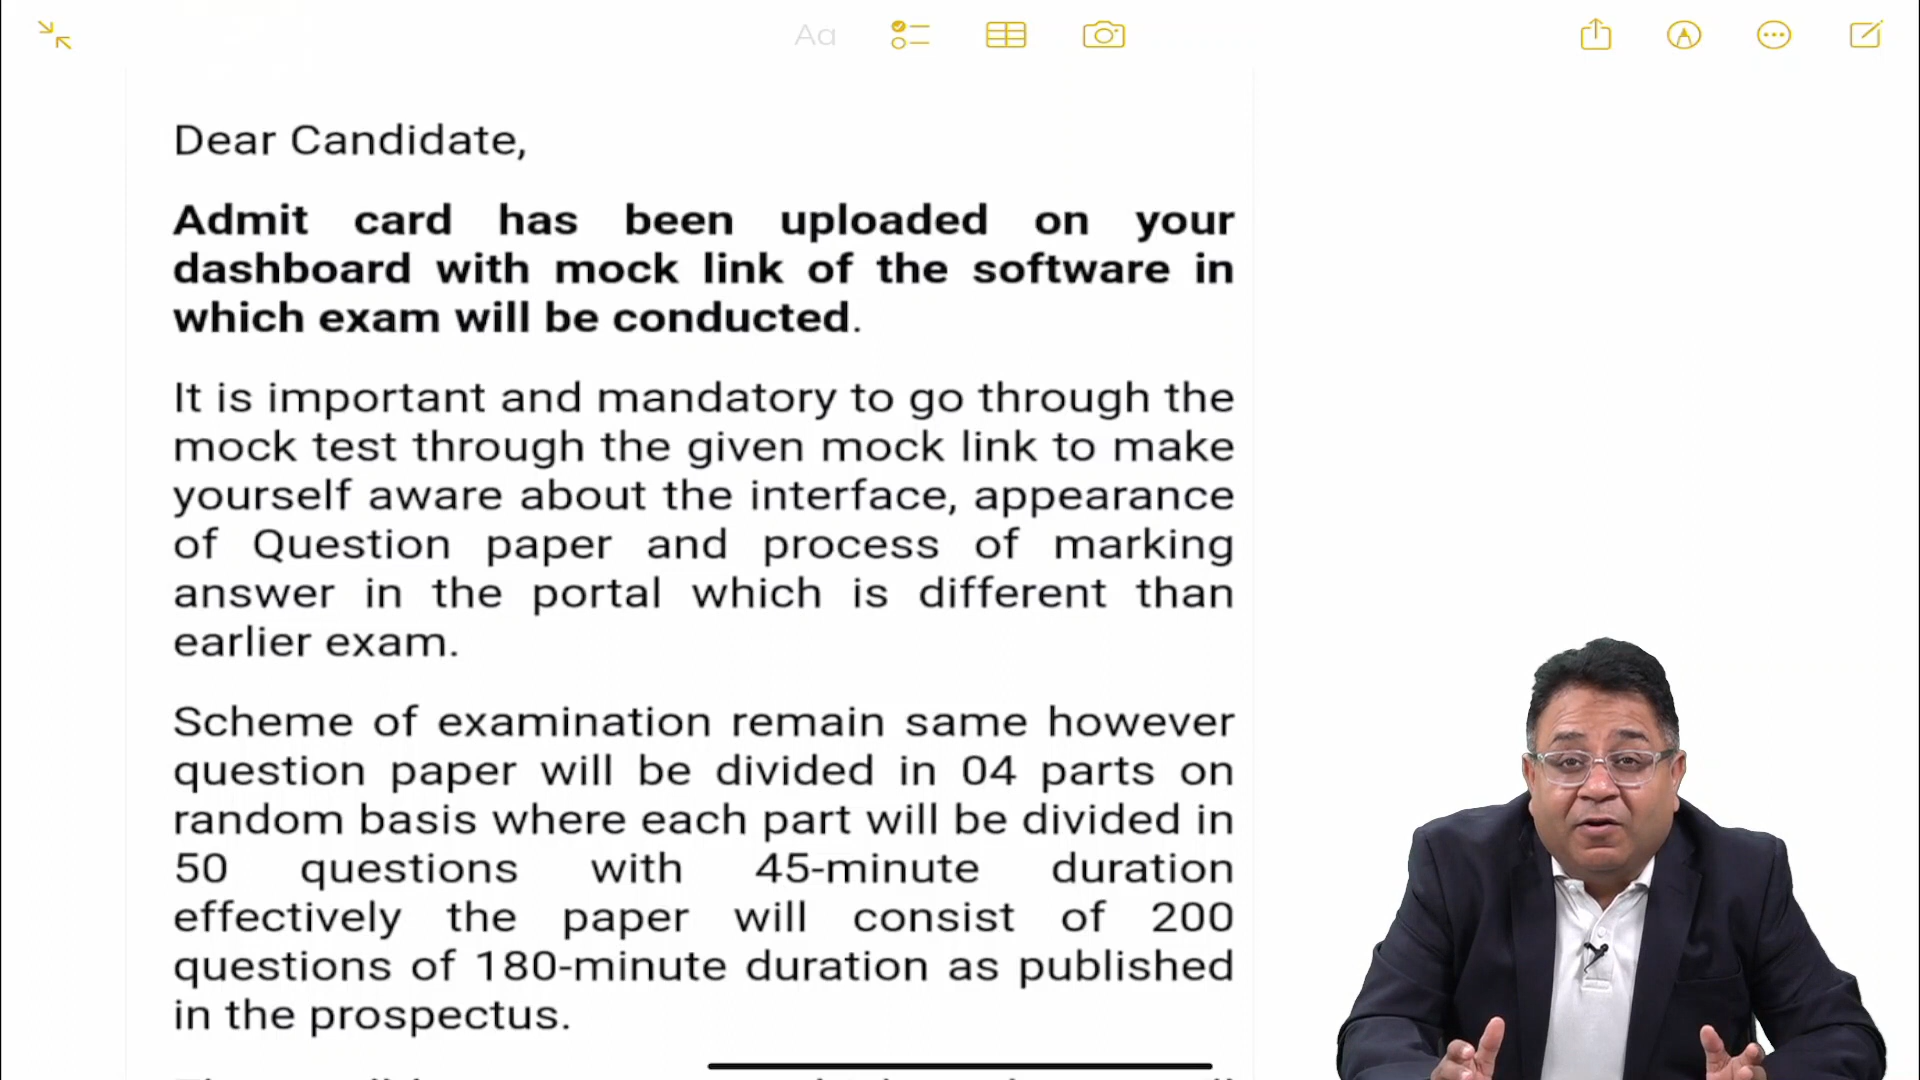 Aa
Dear Candidate,
Admit card has been uploaded on your
dashboard with mock link of the software in
which exam will be conducted.
It is important and mandatory to go through the
mock test through the given mock link to make
yourself aware about the interface, appearance
of Question paper and process of marking
answer in the portal which is different than
earlier exam.
Scheme of examination remain same however
question paper will be divided in 04 parts on
random basis where each part will be divided in
50 questions with 45-minute duration
effectively the paper will consist of 200
questions of 180-minute duration as published
in the prospectus.